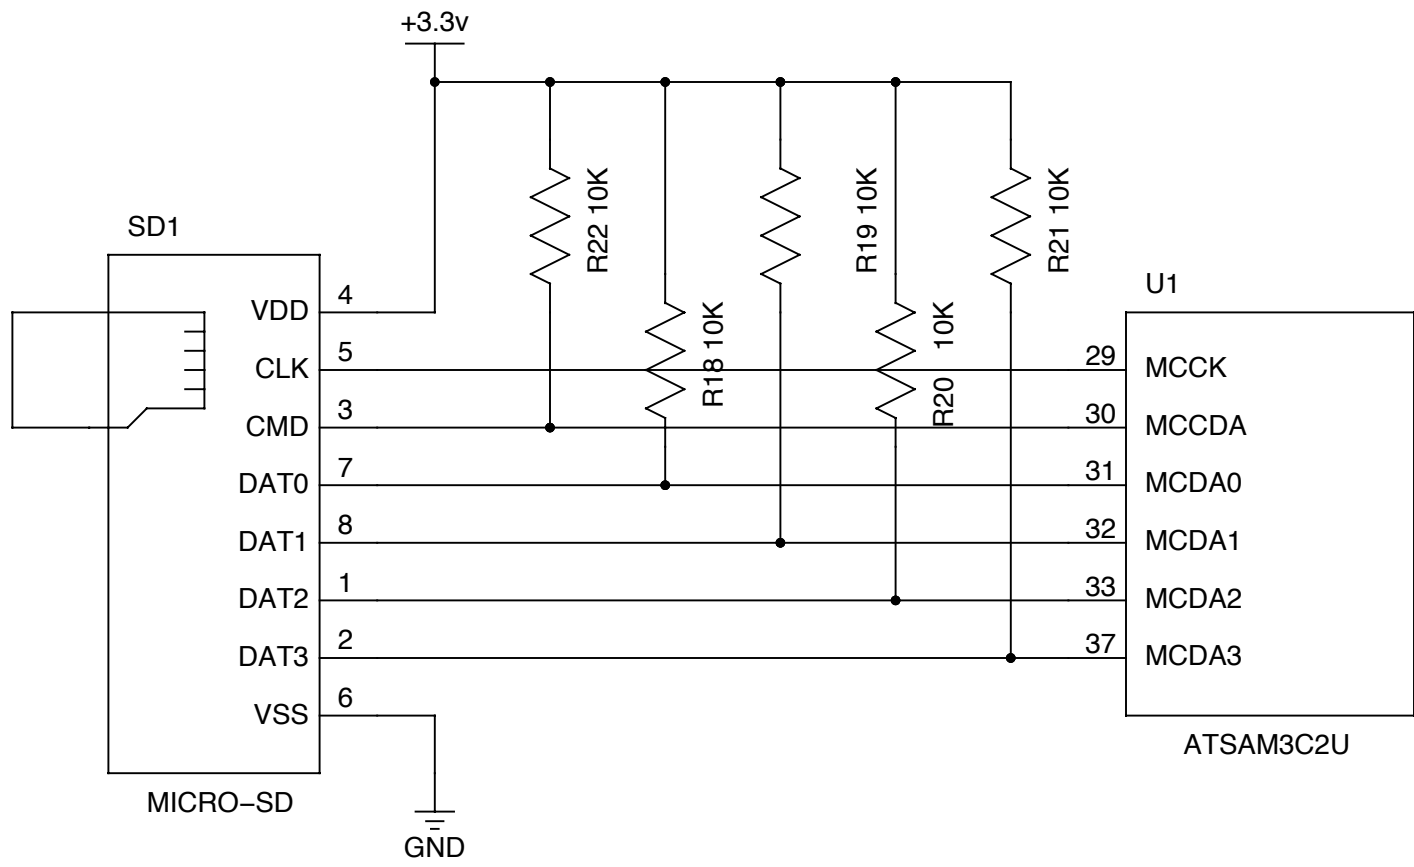 +3.3v
R22 10K
R18 10K
R19 10K
R20 10K
R21 10K
SD1
VDD 4
CLK 5
CMD 3
DAT0 7
DAT1 8
DAT2 1
DAT3 2
VSS 6
MICRO-SD
GND
U1
29 MCCK
30 MCCDA
31 MCDA0
32 MCDA1
33 MCDA2
37 MCDA3
ATSAM3C2U